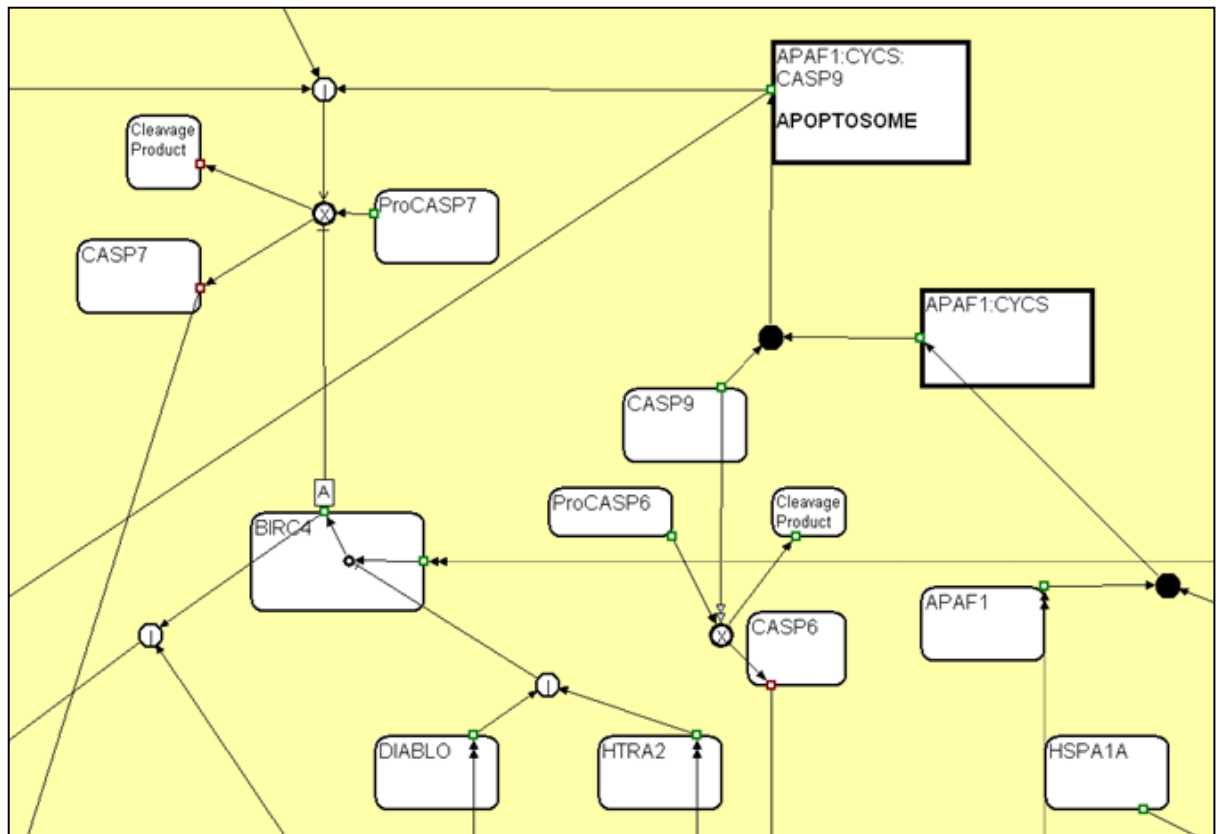 APAF1:CYCS:
CASP9
APOPTOSOME
Cleavage
Product
ProCASP7
CASP7
APAF1:CYCS
CASP9
A
ProCASP6
Cleavage
Product
BIRC4
APAF1
CASP6
DIABLO
HTRA2
HSPA1A